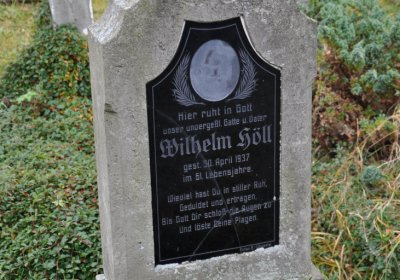 Hier ruht in Gott
unser unvergeßl. Gatte u. Vater
Wilhelm Höll
gest. 30. April 1937
im 61. Lebensjahre.
Wieviel hast Du in stiller Ruh,
Geduldet und ertragen,
Bis Gott Dir schloß die Augen zu
Und löste Deine Plagen.